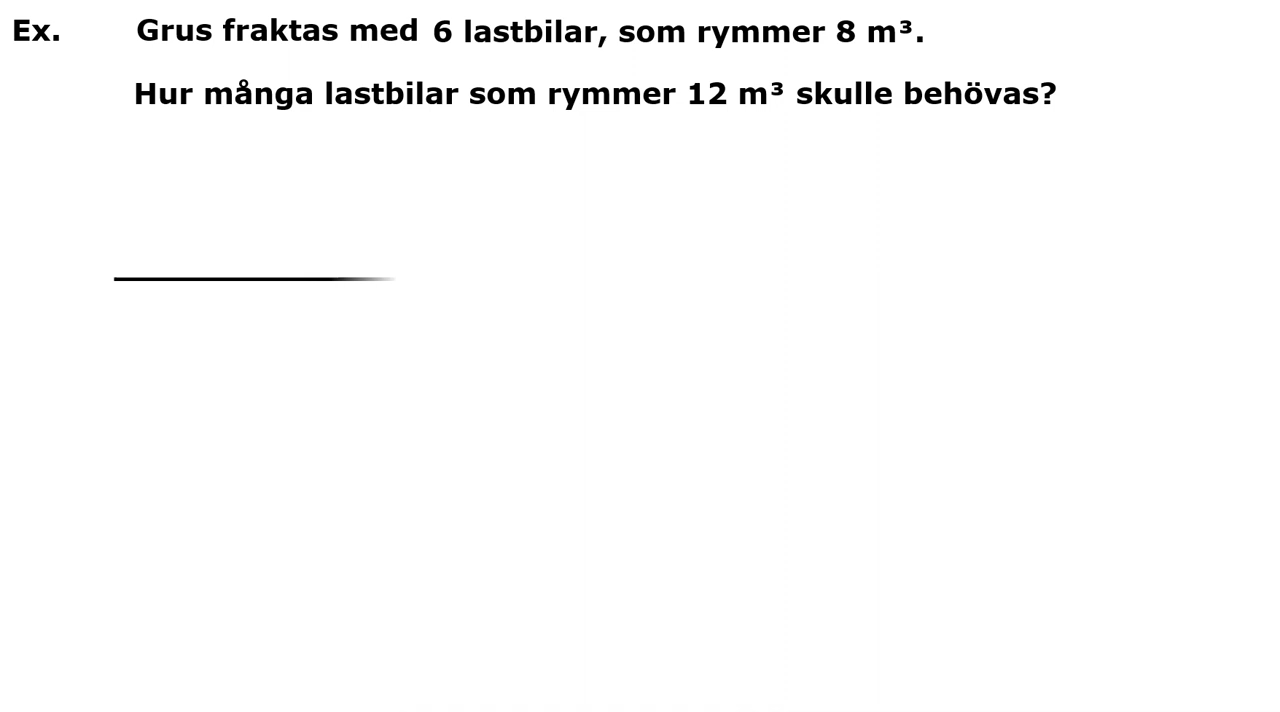 Ex. Grus fraktas med 6 lastbilar, som rymmer 8 m³.
Hur många lastbilar som rymmer 12 m³ skulle behövas?